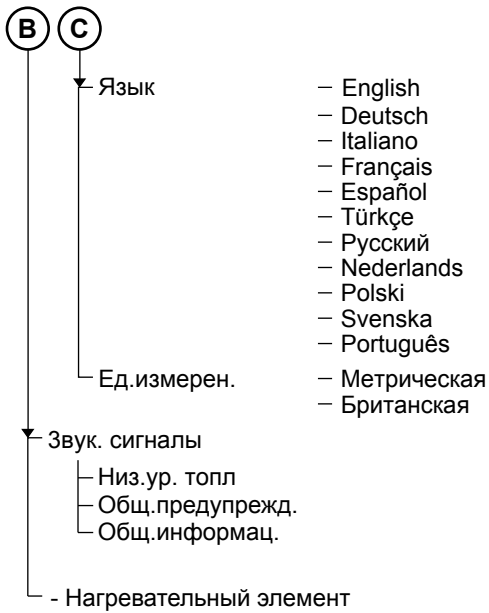 B C
Язык – English
– Deutsch
– Italiano
– Français
– Español
– Türkçe
– Русский
– Nederlands
– Polski
– Svenska
– Português
Ед.измерен. – Метрическая
– Британская
Звук. сигналы
Низ.ур. топл
Общ.предупрежд.
Общ.информац.
- Нагревательный элемент